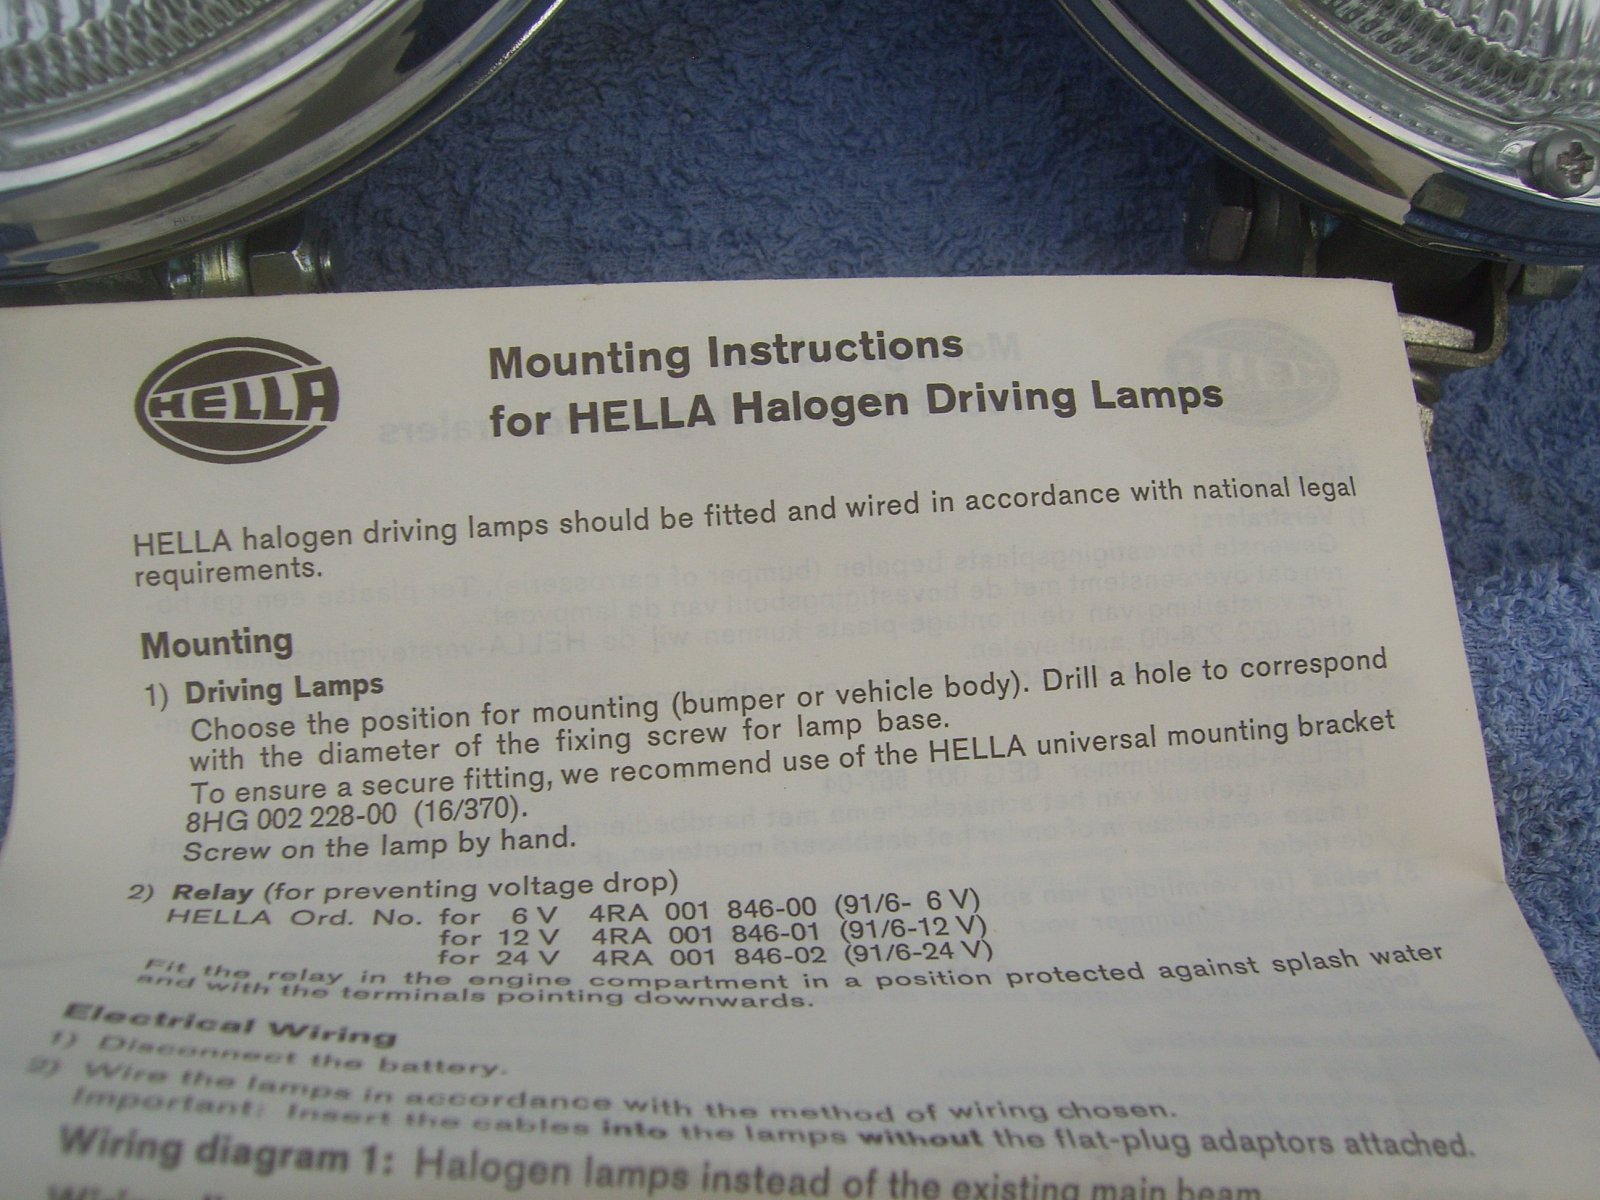 HELLA
Mounting Instructions
for HELLA Halogen Driving Lamps
HELLA halogen driving lamps should be fitted and wired in accordance with national legal
requirements.
Mounting
1) Driving Lamps
Choose the position for mounting (bumper or vehicle body). Drill a hole to correspond
with the diameter of the fixing screw for lamp base.
To ensure a secure fitting, we recommend use of the HELLA universal mounting bracket
8HG 002 228-00 (16/370).
Screw on the lamp by hand.
2) Relay (for preventing voltage drop)
HELLA Ord. No. for 6 V 4RA 001 846-00 (91/6- 6 V)
for 12 V 4RA 001 846-01 (91/6-12 V)
for 24 V 4RA 001 846-02 (91/6-24 V)
Fit the relay in the engine compartment in a position protected against splash water
and with the terminals pointing downwards.
Electrical Wiring
1) Disconnect the battery.
2) Wire the lamps in accordance with the method of wiring chosen.
Important: Insert the cables into the lamps without the flat-plug adaptors attached.
Wiring diagram 1: Halogen lamps instead of the existing main beam